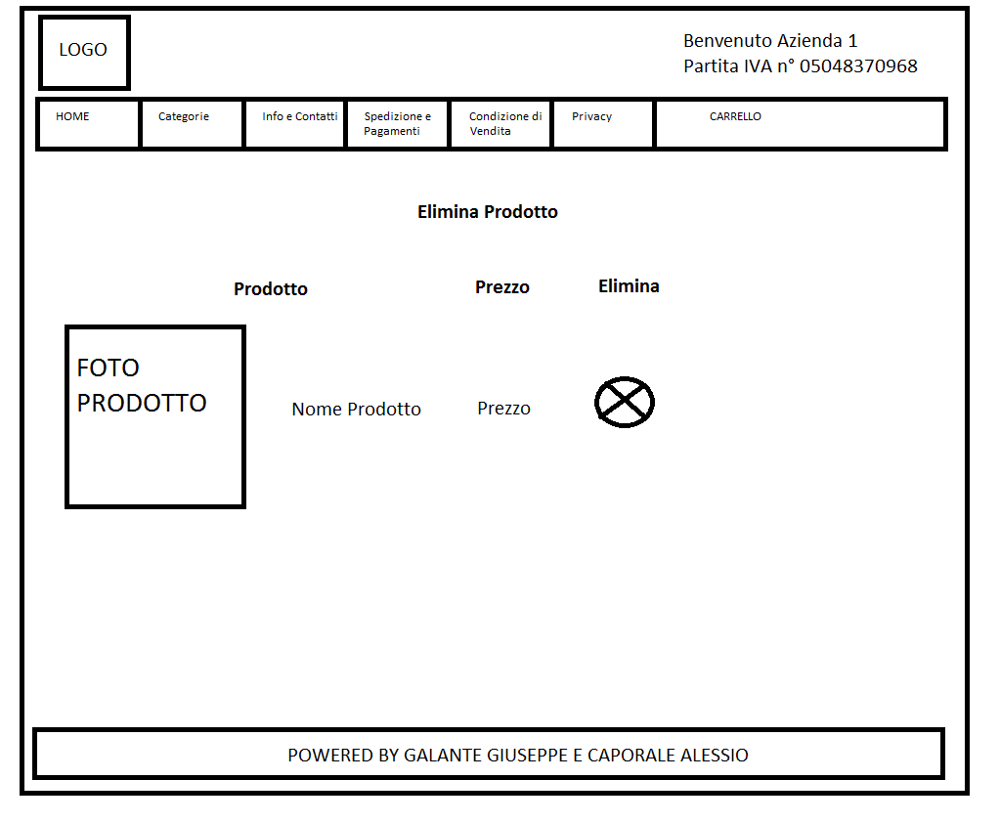 LOGO
Benvenuto Azienda 1
Partita IVA n° 05048370968
HOME
Categorie
Info e Contatti
Spedizione e
Pagamenti
Condizione di
Vendita
Privacy
CARRELLO
Elimina Prodotto
Prodotto
Prezzo
Elimina
FOTO
PRODOTTO
Nome Prodotto
Prezzo
POWERED BY GALANTE GIUSEPPE E CAPORALE ALESSIO